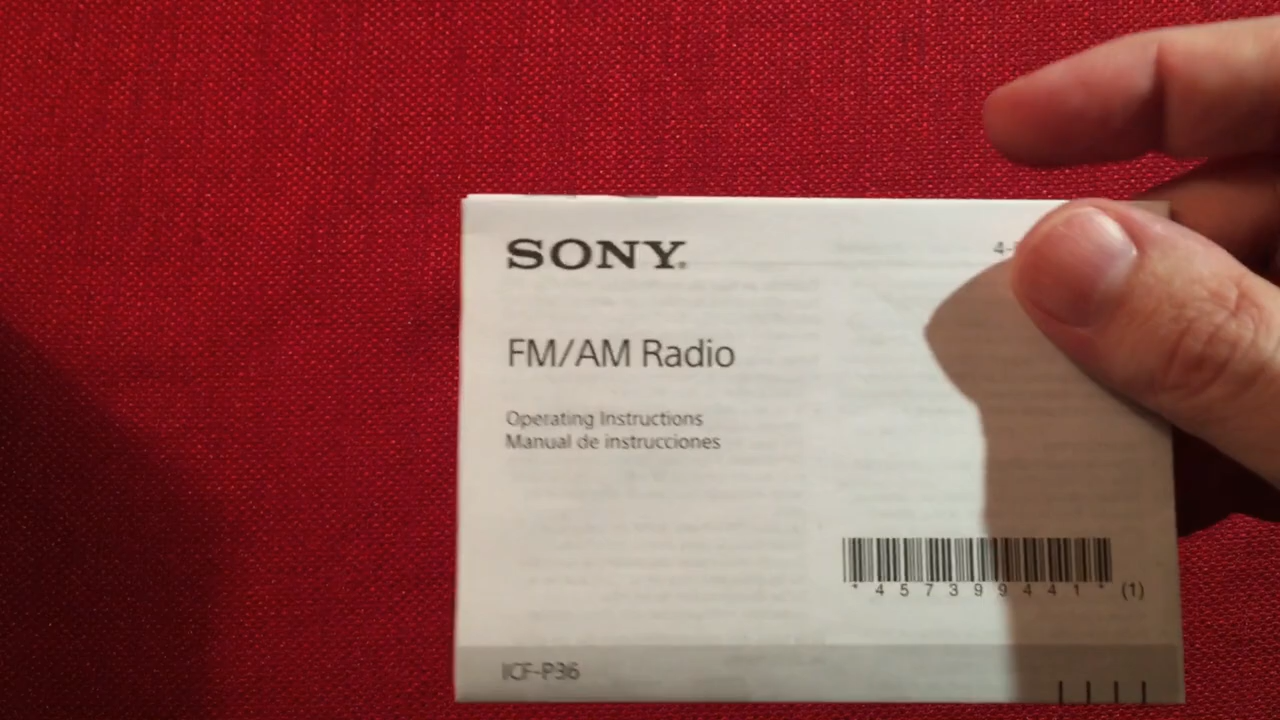 SONY®
4-
FM/AM Radio
Operating Instructions
Manual de instrucciones
* 4 5 7 3 9 9 4 4 1 * (1)
ICF-P36